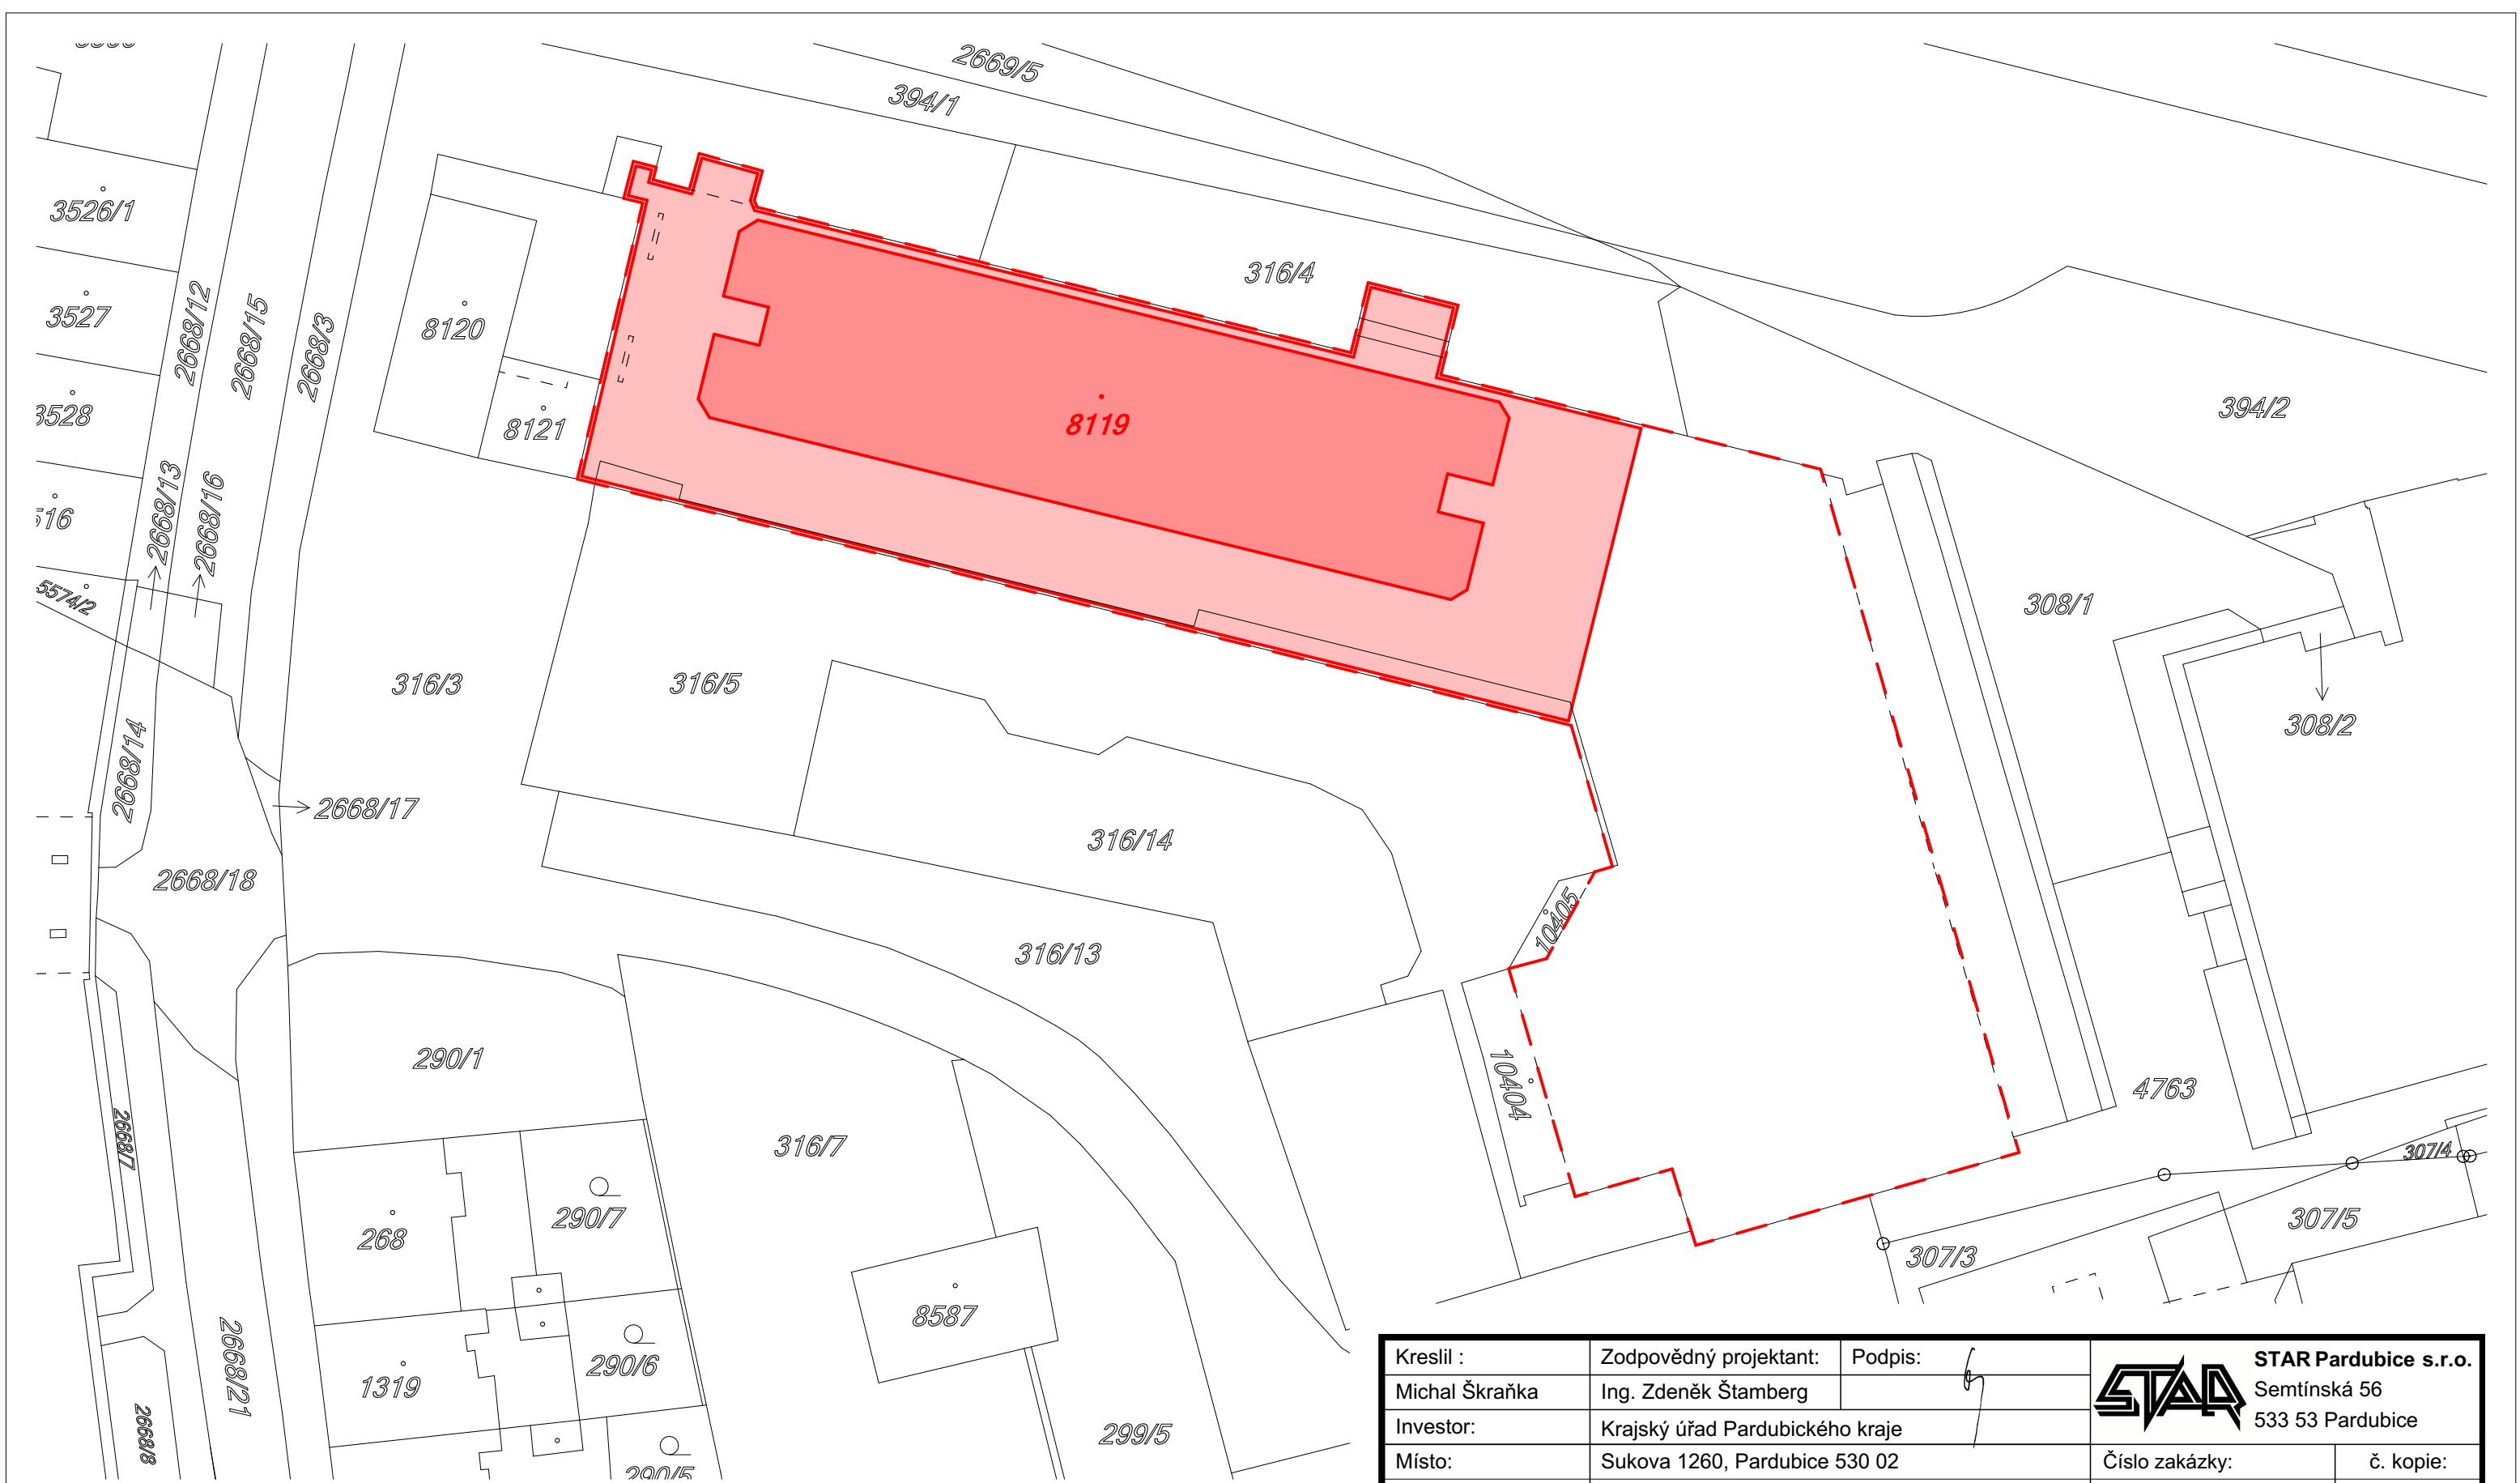 2669/5
394/1
3526/1
316/4
3527
2668/12
2668/15
2668/3
8120
8119
394/2
3528
8121
2668/13
2668/16
5574/2
308/1
316/3
316/5
308/2
2698/14
2668/17
316/14
2668/18
10405
316/13
290/1
10404
4763
2668/7
316/7
307/4
268
290/7
307/5
307/3
8587
2668/21
1319
290/6
2668/8
299/5
290/5
Kreslil :
Zodpovědný projektant:
Podpis:
STAR
STAR Pardubice s.r.o.
Michal Škraňka
Ing. Zdeněk Štamberg
Semtínská 56
Investor:
Krajský úřad Pardubického kraje
533 53 Pardubice
Místo:
Sukova 1260, Pardubice 530 02
Číslo zakázky:
č. kopie: